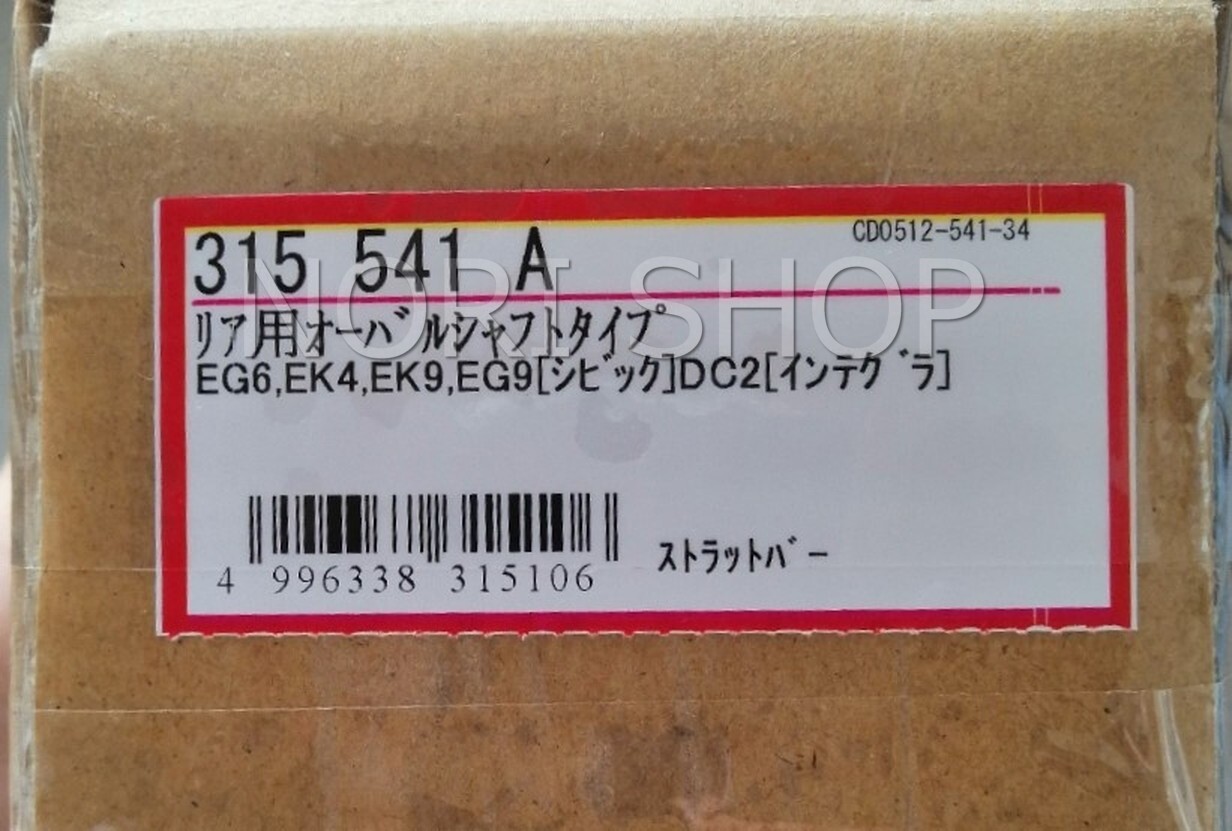 CD0512-541-34
315 541 A
リア用オーバルシャフトタイプ
EG6,EK4,EK9,EG9[シビック]DC2[インテグラ]
4 996338 315106
ストラットバー
NORI SHOP